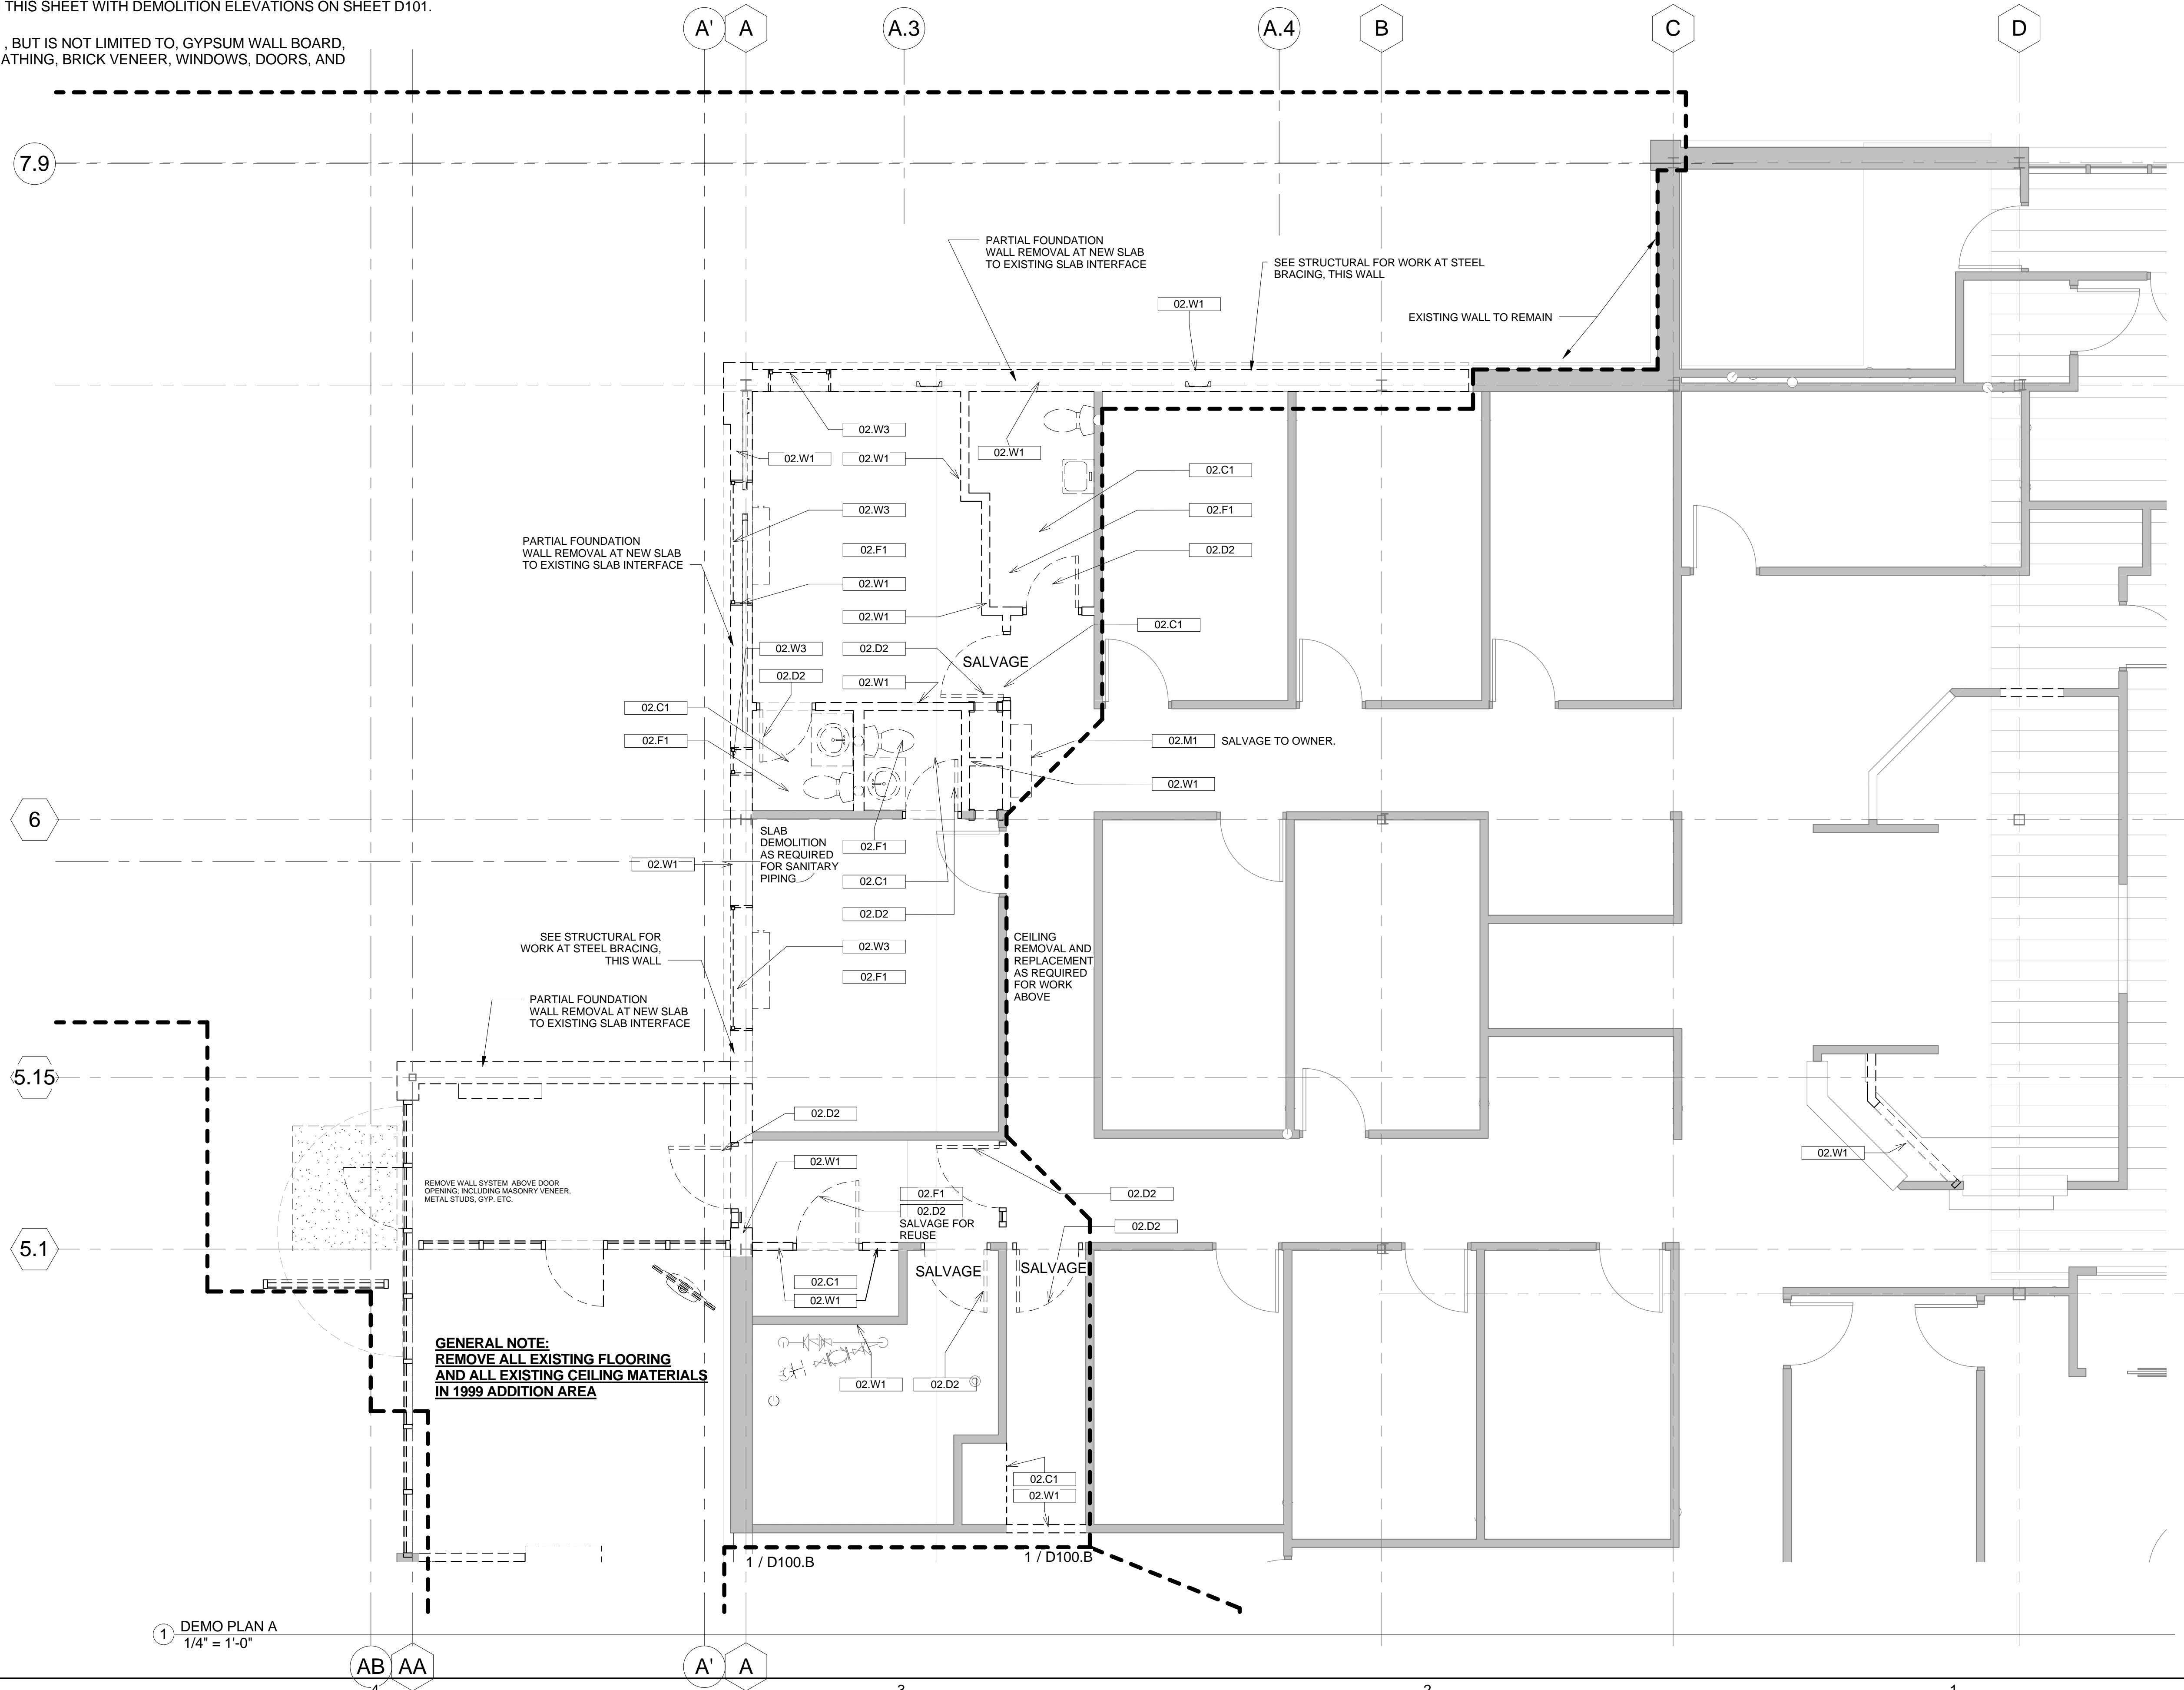 THIS SHEET WITH DEMOLITION ELEVATIONS ON SHEET D101.
, BUT IS NOT LIMITED TO, GYPSUM WALL BOARD,
ATHING, BRICK VENEER, WINDOWS, DOORS, AND
A'
A
A.3
A.4
B
C
D
7.9
PARTIAL FOUNDATION
WALL REMOVAL AT NEW SLAB
TO EXISTING SLAB INTERFACE
SEE STRUCTURAL FOR WORK AT STEEL
BRACING, THIS WALL
02.W1
EXISTING WALL TO REMAIN
02.W3
02.W1
02.W1
02.W1
02.C1
02.W3
02.F1
PARTIAL FOUNDATION
WALL REMOVAL AT NEW SLAB
TO EXISTING SLAB INTERFACE
02.F1
02.D2
02.W1
02.W1
02.C1
02.W3
02.D2
SALVAGE
02.D2
02.W1
02.C1
02.F1
02.M1
SALVAGE TO OWNER.
02.W1
6
SLAB
DEMOLITION
AS REQUIRED
FOR SANITARY
PIPING
02.F1
02.W1
02.C1
02.D2
SEE STRUCTURAL FOR
WORK AT STEEL BRACING,
THIS WALL
02.W3
02.F1
CEILING
REMOVAL AND
REPLACEMENT
AS REQUIRED
FOR WORK
ABOVE
PARTIAL FOUNDATION
WALL REMOVAL AT NEW SLAB
TO EXISTING SLAB INTERFACE
5.15
02.D2
02.W1
02.W1
REMOVE WALL SYSTEM ABOVE DOOR
OPENING; INCLUDING MASONRY VENEER,
METAL STUDS, GYP. ETC.
02.F1
02.D2
SALVAGE FOR
REUSE
02.D2
02.D2
5.1
SALVAGE
SALVAGE
02.C1
02.W1
GENERAL NOTE:
REMOVE ALL EXISTING FLOORING
AND ALL EXISTING CEILING MATERIALS
IN 1999 ADDITION AREA
02.W1
02.D2
02.C1
02.W1
1 / D100.B
1 / D100.B
1
DEMO PLAN A
1/4" = 1'-0"
AB
AA
A'
A
4
3
2
1